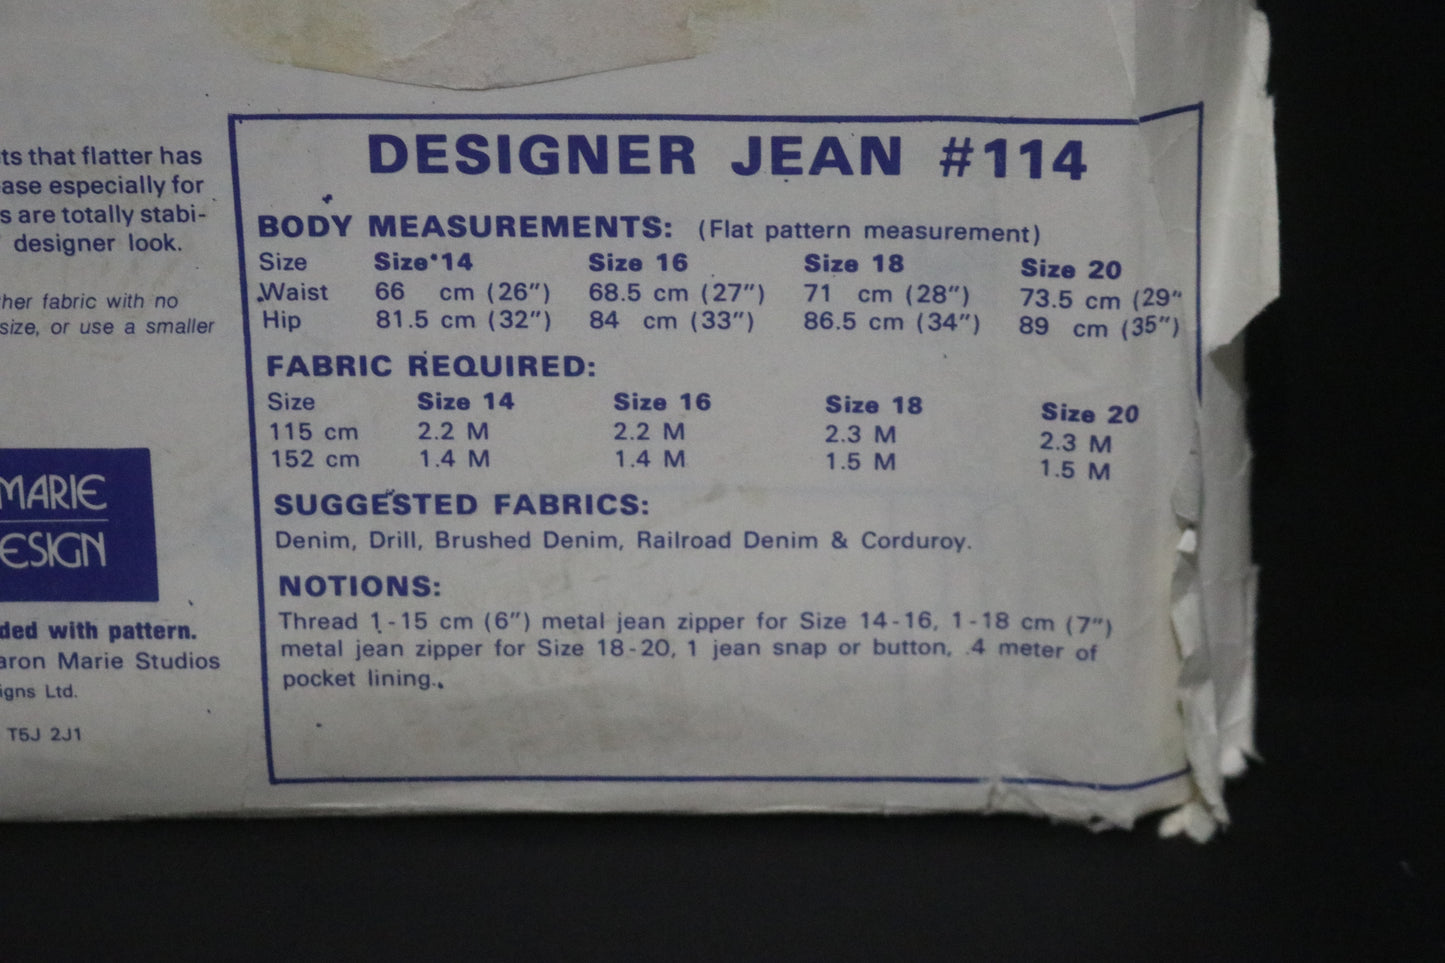 ts that flatter has
ase especially for
s are totally stabi-
designer look.
her fabric with no
size, or use a smaller
MARIE
ESIGN
ded with pattern.
aron Marie Studios
igns Ltd.
T5J 2J1
DESIGNER JEAN #114
BODY MEASUREMENTS: (Flat pattern measurement)
Size Size 14 Size 16 Size 18 Size 20
Waist 66 cm (26") 68.5 cm (27") 71 cm (28") 73.5 cm (29"
Hip 81.5 cm (32") 84 cm (33") 86.5 cm (34") 89 cm (35")
FABRIC REQUIRED:
Size Size 14 Size 16 Size 18 Size 20
115 cm 2.2 M 2.2 M 2.3 M 2.3 M
152 cm 1.4 M 1.4 M 1.5 M 1.5 M
SUGGESTED FABRICS:
Denim, Drill, Brushed Denim, Railroad Denim & Corduroy.
NOTIONS:
Thread 1-15 cm (6") metal jean zipper for Size 14-16, 1-18 cm (7")
metal jean zipper for Size 18-20, 1 jean snap or button, .4 meter of
pocket lining.